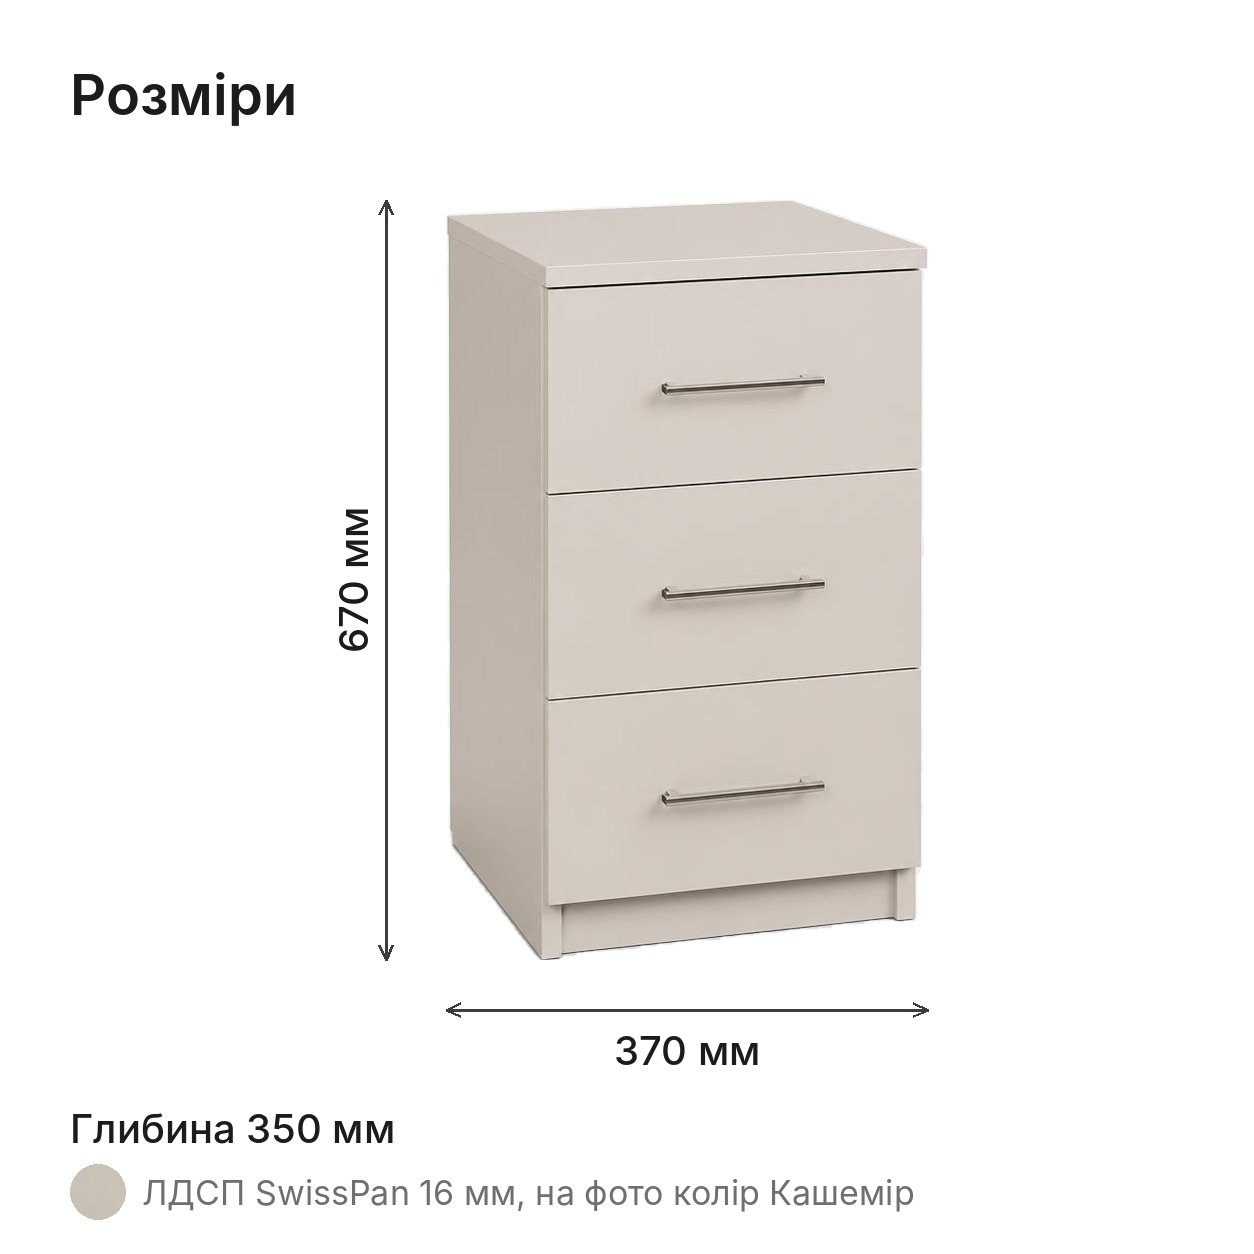 Розміри
670 мм
370 мм
Глибина 350 мм
ЛДСП SwissPan 16 мм, на фото колір Кашемір